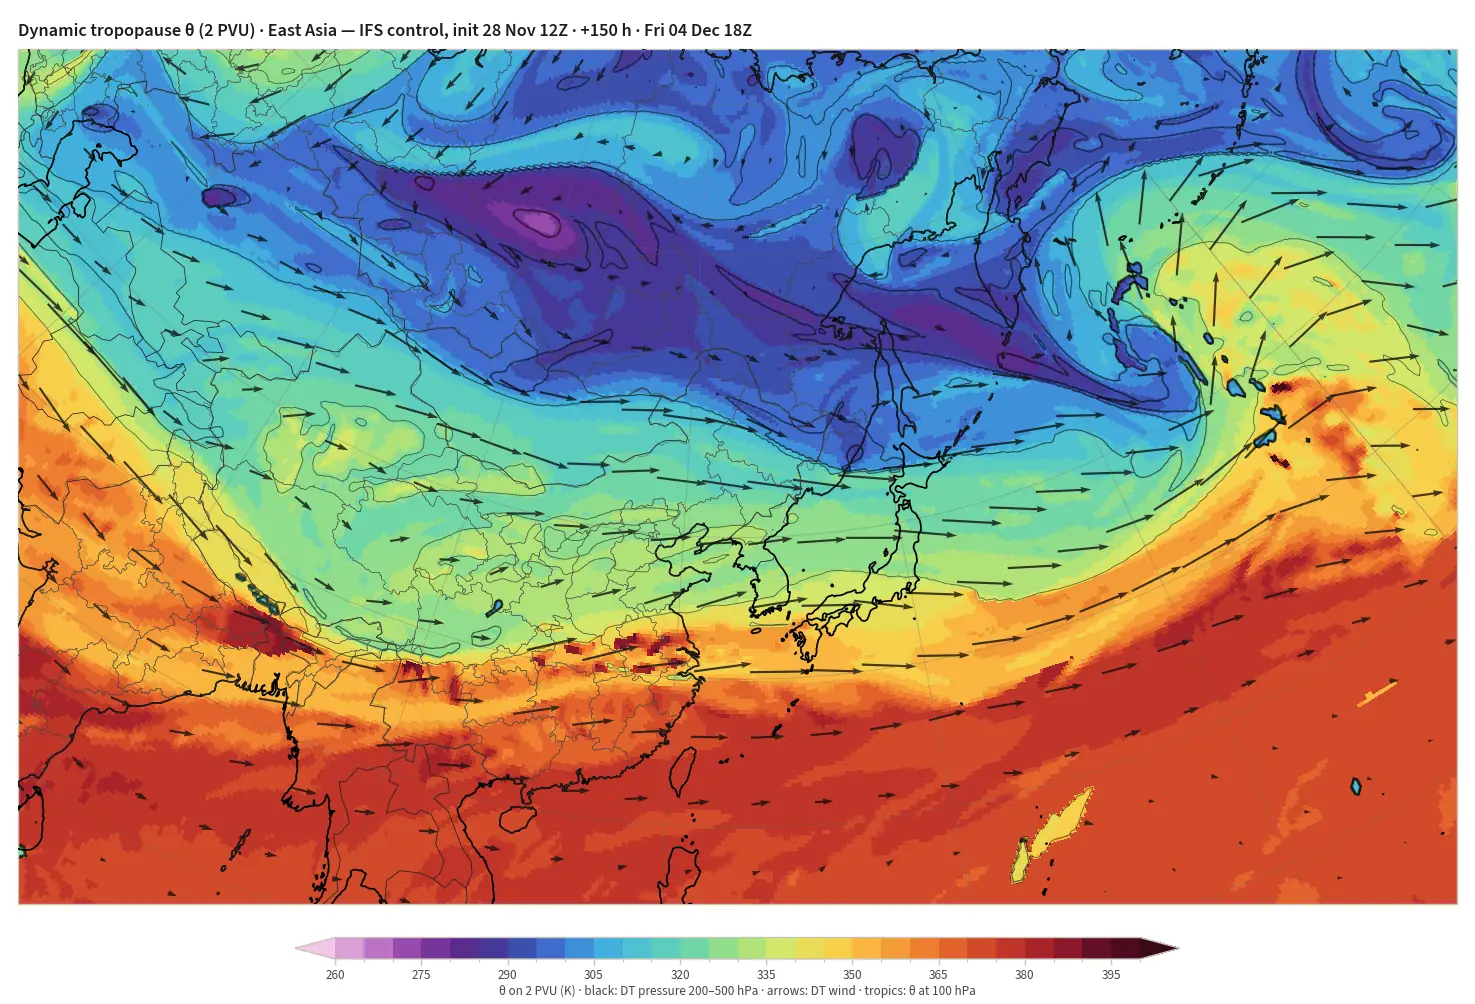 Dynamic tropopause θ (2 PVU) · East Asia — IFS control, init 28 Nov 12Z · +150 h · Fri 04 Dec 18Z
260 275 290 305 320 335 350 365 380 395
θ on 2 PVU (K) · black: DT pressure 200–500 hPa · arrows: DT wind · tropics: θ at 100 hPa